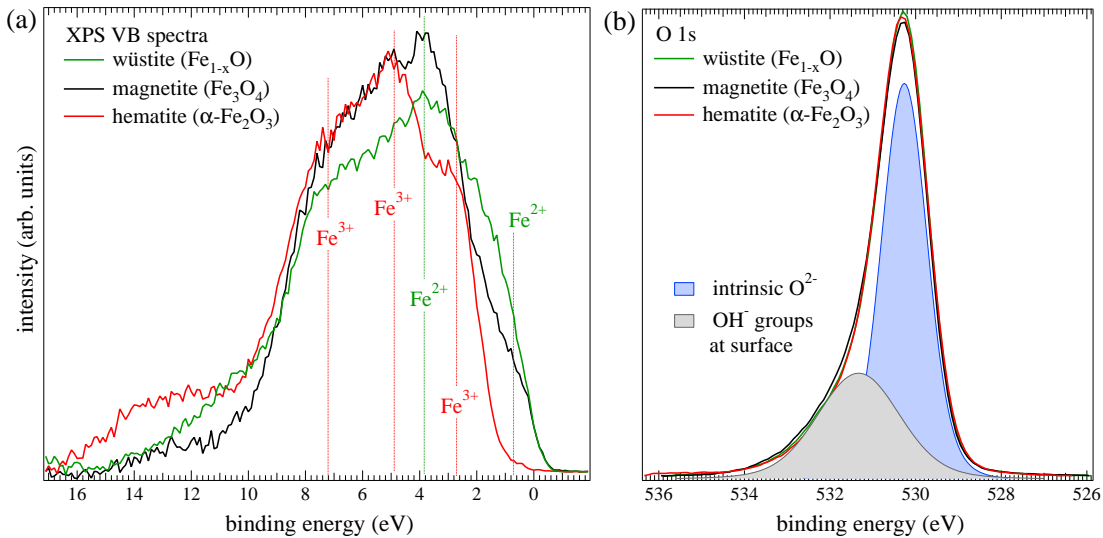 (a)
XPS VB spectra
wüstite (Fe₁₋ₓO)
magnetite (Fe₃O₄)
hematite (α-Fe₂O₃)
Fe³⁺
Fe³⁺
Fe²⁺
Fe²⁺
Fe³⁺
intensity (arb. units)
16 14 12 10 8 6 4 2 0
binding energy (eV)
(b)
O 1s
wüstite (Fe₁₋ₓO)
magnetite (Fe₃O₄)
hematite (α-Fe₂O₃)
intrinsic O²⁻
OH⁻ groups
at surface
536 534 532 530 528 526
binding energy (eV)